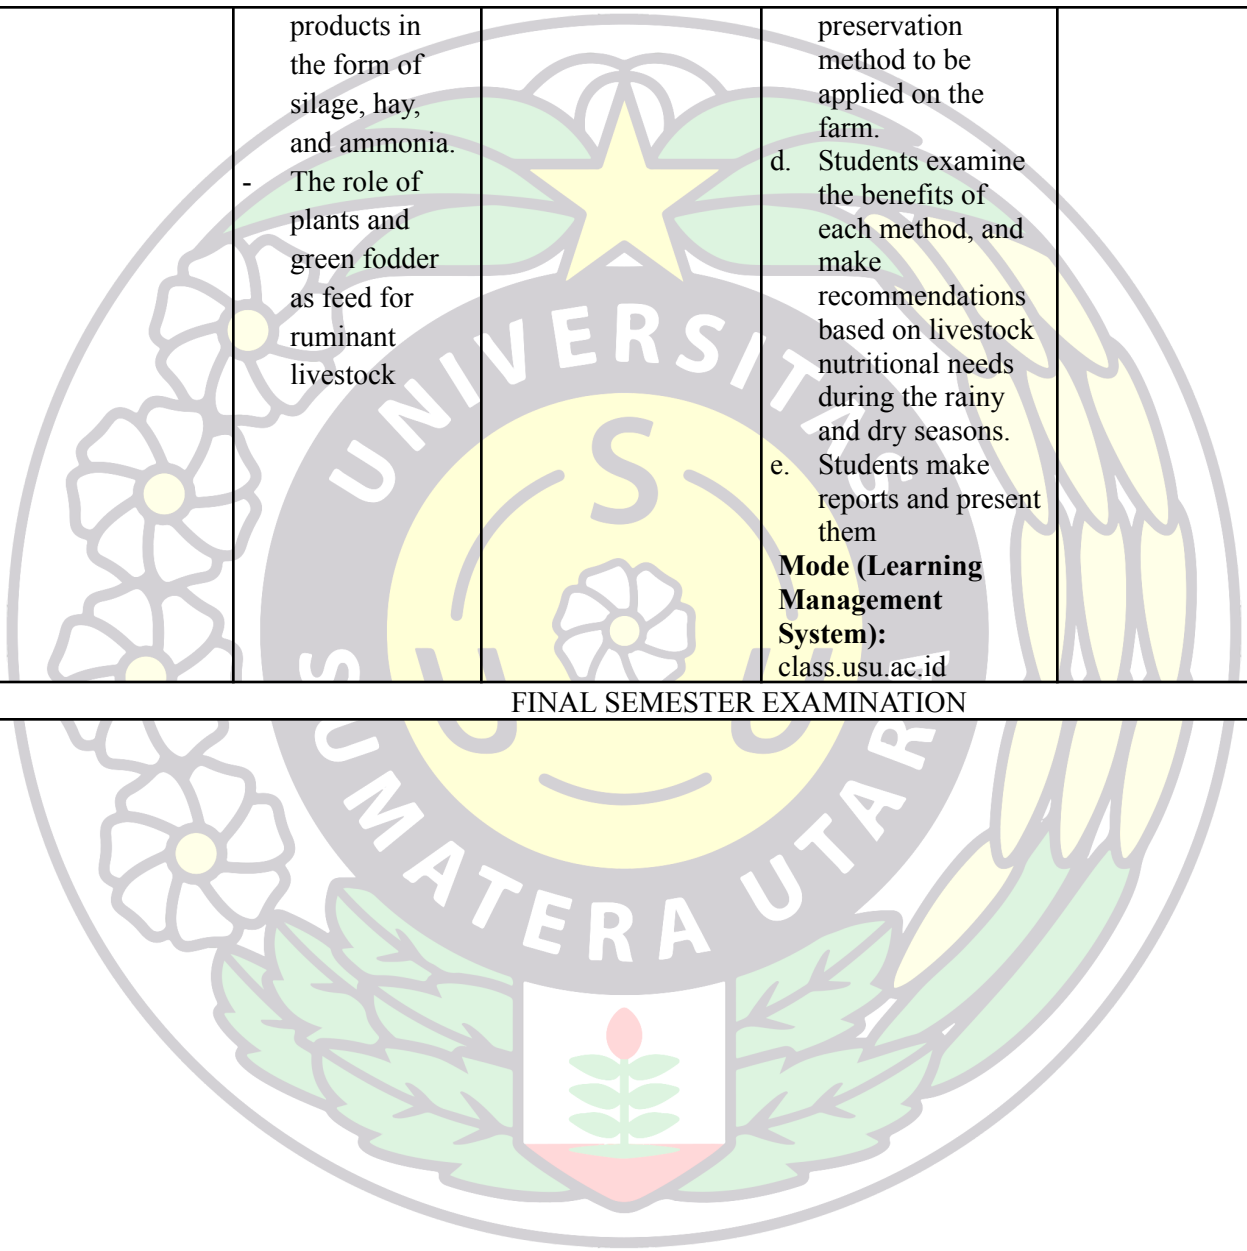 products in
the form of
silage, hay,
and ammonia.
- The role of
plants and
green fodder
as feed for
ruminant
livestock
preservation
method to be
applied on the
farm.
d. Students examine
the benefits of
each method, and
make
recommendations
based on livestock
nutritional needs
during the rainy
and dry seasons.
e. Students make
reports and present
them
Mode (Learning
Management
System):
class.usu.ac.id
FINAL SEMESTER EXAMINATION
UNIVERSITAS
SUMATERA UTARA
S
U U